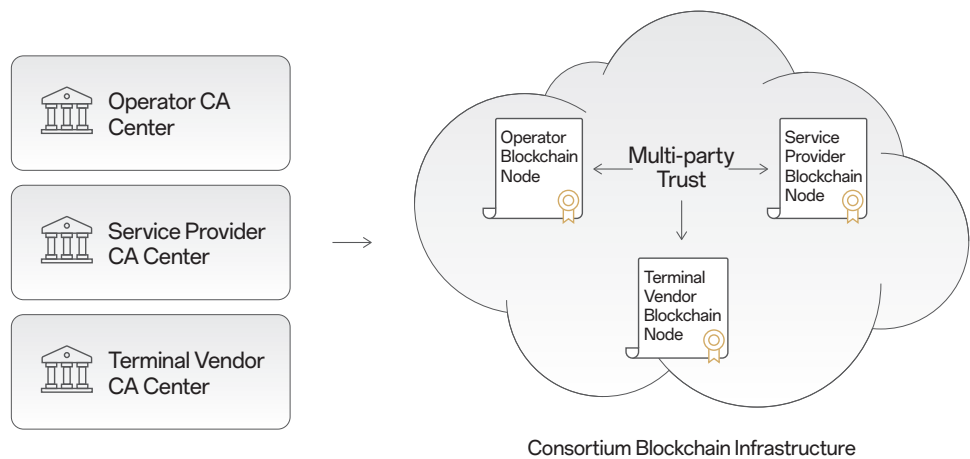 Operator CA
Center
Service Provider
CA Center
Terminal Vendor
CA Center
Operator
Blockchain
Node
Multi-party
Trust
Service
Provider
Blockchain
Node
Terminal
Vendor
Blockchain
Node
Consortium Blockchain Infrastructure